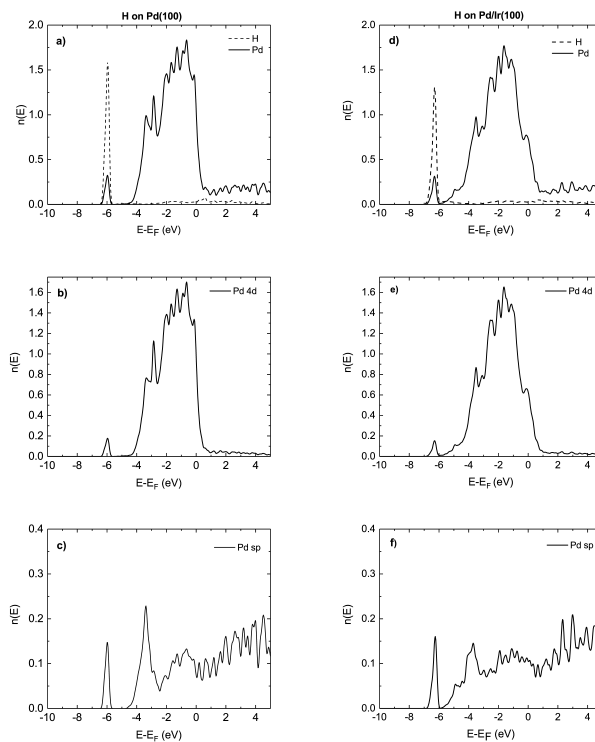 H on Pd(100)
a)
H
Pd
n(E)
2.0
1.5
1.0
0.5
0.0
-10 -8 -6 -4 -2 0 2 4
E-EF (eV)
H on Pd/Ir(100)
d)
H
Pd
n(E)
2.0
1.5
1.0
0.5
0.0
-10 -8 -6 -4 -2 0 2 4
E-EF (eV)
b)
Pd 4d
n(E)
1.6
1.4
1.2
1.0
0.8
0.6
0.4
0.2
0.0
-10 -8 -6 -4 -2 0 2 4
E-EF (eV)
e)
Pd 4d
n(E)
1.6
1.4
1.2
1.0
0.8
0.6
0.4
0.2
0.0
-10 -8 -6 -4 -2 0 2 4
E-EF (eV)
c)
Pd sp
n(E)
0.4
0.3
0.2
0.1
0.0
-10 -8 -6 -4 -2 0 2 4
E-EF (eV)
f)
Pd sp
n(E)
0.4
0.3
0.2
0.1
0.0
-10 -8 -6 -4 -2 0 2 4
E-EF (eV)